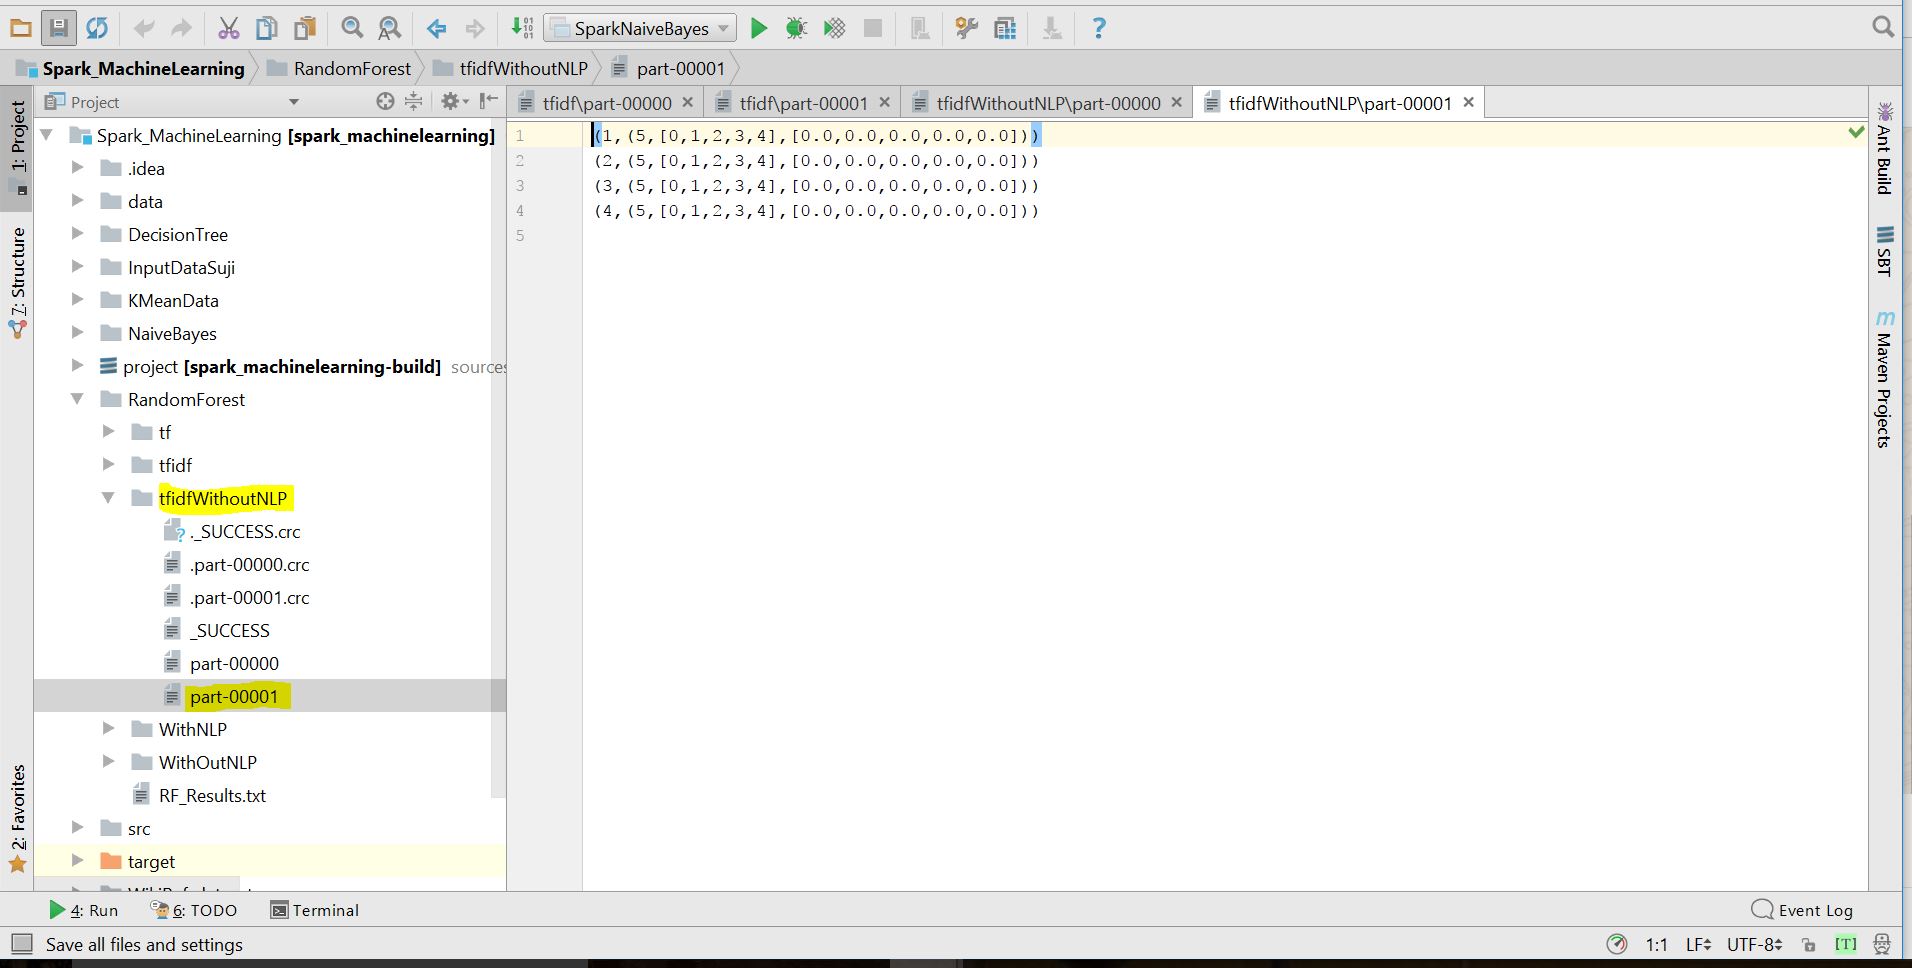 SparkNaiveBayes
Spark_MachineLearning RandomForest tfidfWithoutNLP part-00001
Project
tfidf\part-00000 tfidf\part-00001 tfidfWithoutNLP\part-00000 tfidfWithoutNLP\part-00001
1: Project
7: Structure
2: Favorites
Spark_MachineLearning [spark_machinelearning]
.idea
data
DecisionTree
InputDataSuji
KMeanData
NaiveBayes
project [spark_machinelearning-build] sources
RandomForest
tf
tfidf
tfidfWithoutNLP
._SUCCESS.crc
.part-00000.crc
.part-00001.crc
_SUCCESS
part-00000
part-00001
WithNLP
WithOutNLP
RF_Results.txt
src
target
1 (1,(5,[0,1,2,3,4],[0.0,0.0,0.0,0.0,0.0]))
2 (2,(5,[0,1,2,3,4],[0.0,0.0,0.0,0.0,0.0]))
3 (3,(5,[0,1,2,3,4],[0.0,0.0,0.0,0.0,0.0]))
4 (4,(5,[0,1,2,3,4],[0.0,0.0,0.0,0.0,0.0]))
5
Ant Build
SBT
m Maven Projects
4: Run 6: TODO Terminal Event Log
Save all files and settings 1:1 LF UTF-8 [T]